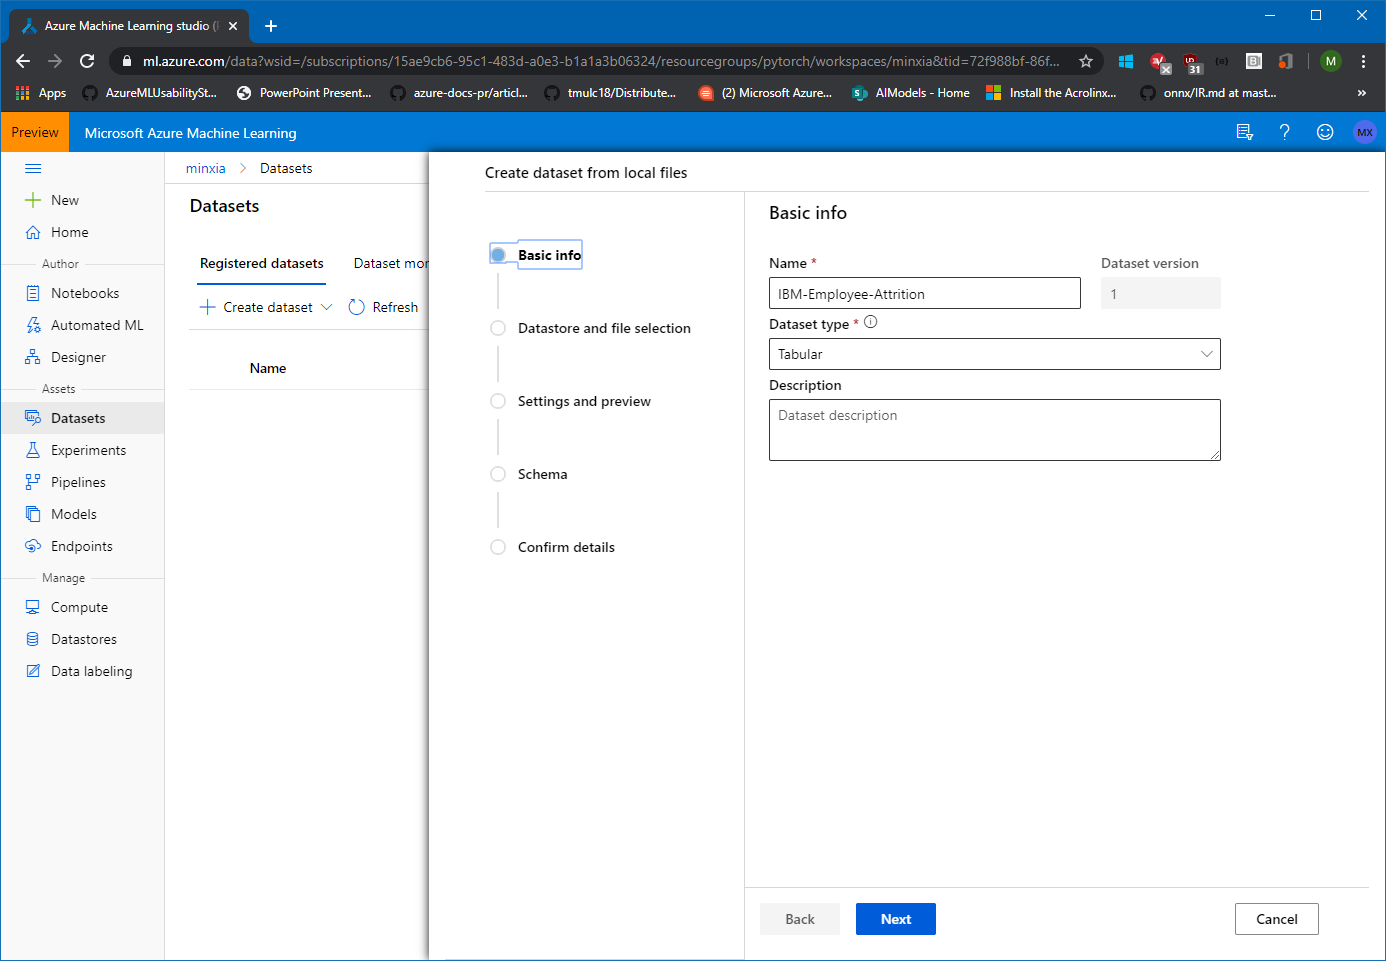 Azure Machine Learning studio (
ml.azure.com/data?wsid=/subscriptions/15ae9cb6-95c1-483d-a0e3-b1a1a3b06324/resourcegroups/pytorch/workspaces/minxia&tid=72f988bf-86f...
31
M
Apps
AzureMLUsabilitySt...
PowerPoint Present...
azure-docs-pr/articl...
tmulc18/Distribute...
(2) Microsoft Azure...
AIModels - Home
Install the Acrolinx...
onnx/IR.md at mast...
»
Preview
Microsoft Azure Machine Learning
MX
New
Home
Author
Notebooks
Automated ML
Designer
Assets
Datasets
Experiments
Pipelines
Models
Endpoints
Manage
Compute
Datastores
Data labeling
minxia > Datasets
Datasets
Registered datasets
Dataset mor
Create dataset
Refresh
Name
Create dataset from local files
Basic info
Datastore and file selection
Settings and preview
Schema
Confirm details
Basic info
Name *
Dataset version
IBM-Employee-Attrition
1
Dataset type *
Tabular
Description
Dataset description
Back
Next
Cancel